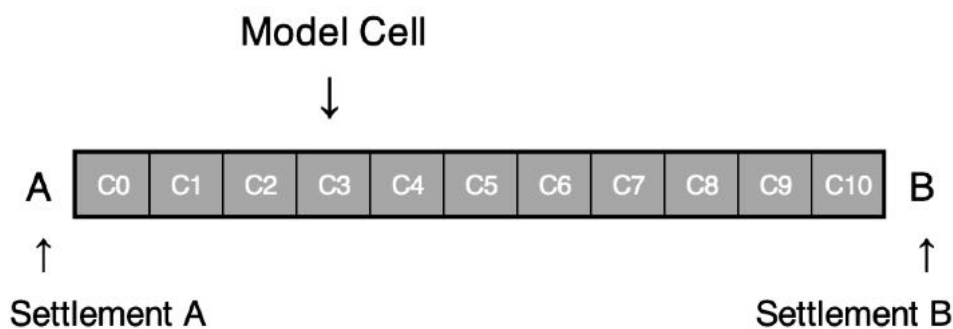 Model Cell
↓
A C0 C1 C2 C3 C4 C5 C6 C7 C8 C9 C10 B
↑ ↑
Settlement A Settlement B